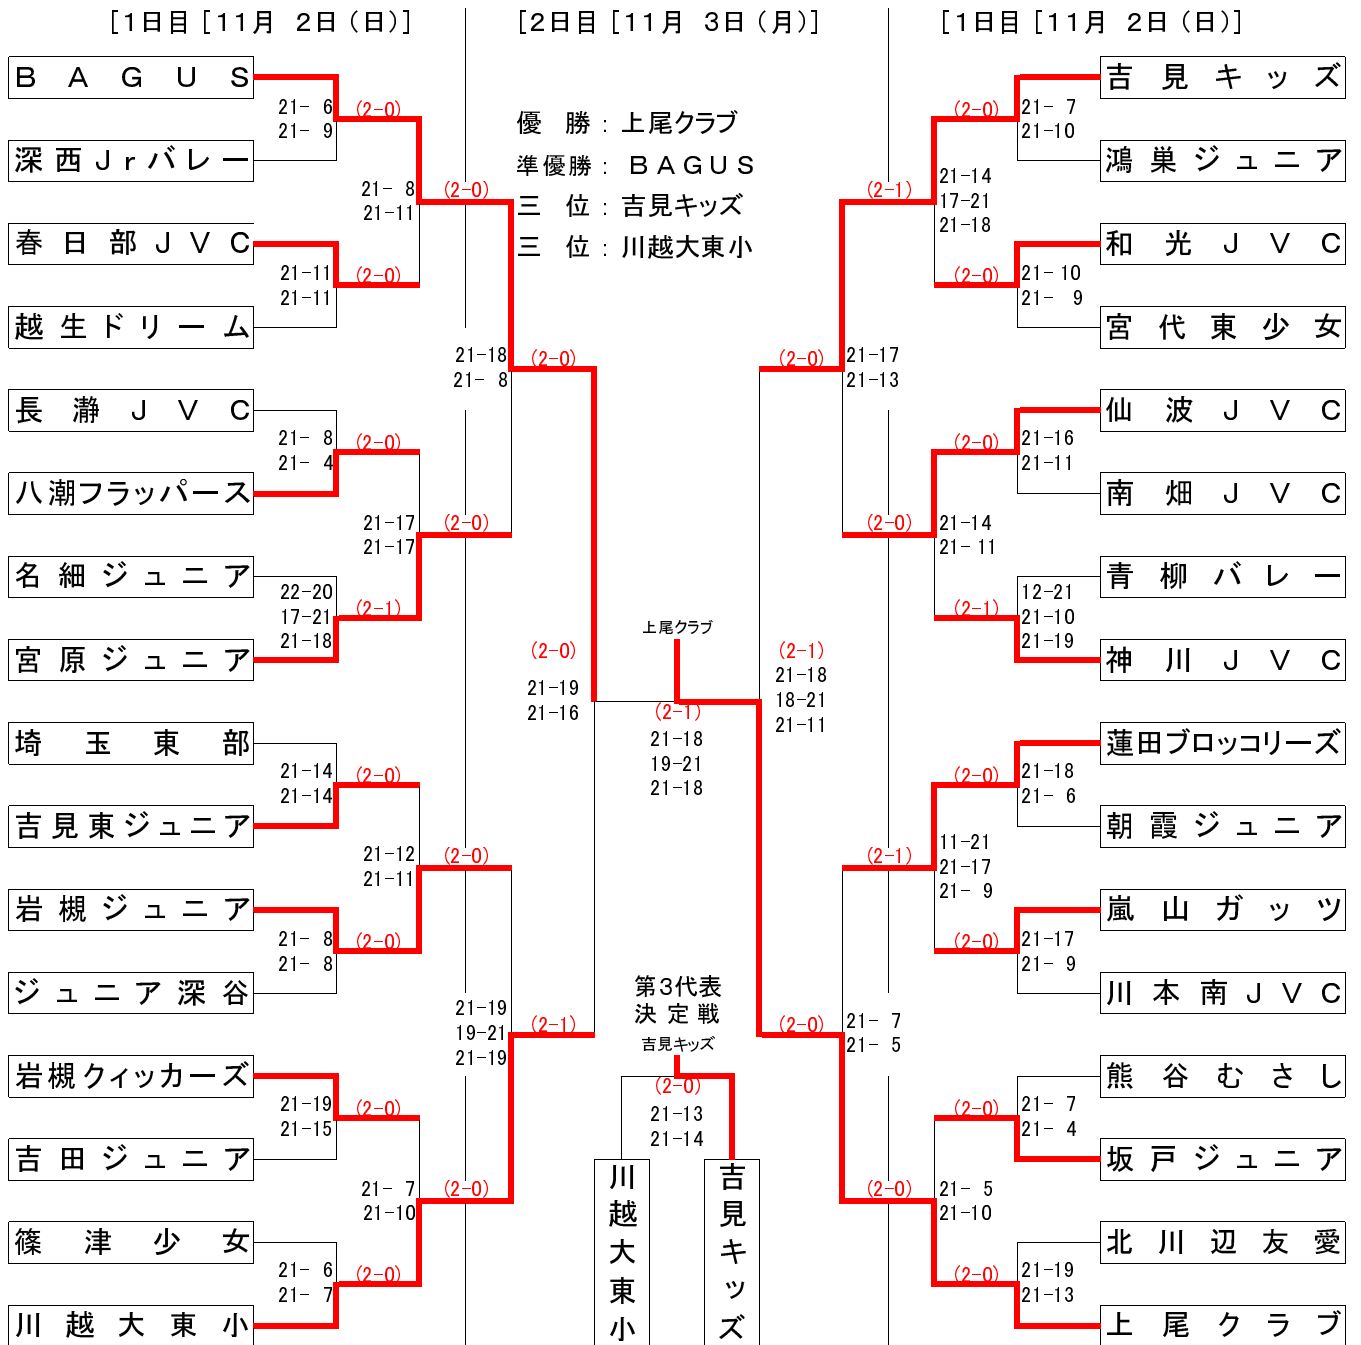 [1日目 [11月 2日(日)]
[2日目 [11月 3日(月)]
[1日目 [11月 2日(日)]
BAGUS
21- 6
21- 9
(2-0)
深西Jrバレー
21- 8
21-11
(2-0)
春日部JVC
21-11
21-11
(2-0)
越生ドリーム
21-18
21- 8
(2-0)
長瀞JVC
21- 8
21- 4
(2-0)
八潮フラッパース
21-17
21-17
(2-0)
名細ジュニア
22-20
17-21
21-18
(2-1)
宮原ジュニア
(2-0)
21-19
21-16
埼玉東部
21-14
21-14
(2-0)
吉見東ジュニア
21-12
21-11
(2-0)
岩槻ジュニア
21- 8
21- 8
(2-0)
ジュニア深谷
21-19
19-21
21-19
(2-1)
岩槻クィッカーズ
21-19
21-15
(2-0)
吉田ジュニア
21- 7
21-10
(2-0)
篠津少女
21- 6
21- 7
(2-0)
川越大東小
優 勝 : 上尾クラブ
準優勝 : BAGUS
三 位 : 吉見キッズ
三 位 : 川越大東小
上尾クラブ
(2-1)
21-18
19-21
21-18
第3代表
決定戦
吉見キッズ
(2-0)
21-13
21-14
川越大東小
吉見キッズ
吉見キッズ
(2-0)
21- 7
21-10
鴻巣ジュニア
(2-1)
21-14
17-21
21-18
和光JVC
(2-0)
21- 10
21- 9
宮代東少女
(2-0)
21-17
21-13
仙波JVC
(2-0)
21-16
21-11
南畑JVC
(2-0)
21-14
21- 11
青柳バレー
(2-1)
12-21
21-10
21-19
神川JVC
(2-1)
21-18
18-21
21-11
蓮田ブロッコリーズ
(2-0)
21-18
21- 6
朝霞ジュニア
(2-1)
11-21
21-17
21- 9
嵐山ガッツ
(2-0)
21-17
21- 9
川本南JVC
(2-0)
21- 7
21- 5
熊谷むさし
(2-0)
21- 7
21- 4
坂戸ジュニア
(2-0)
21- 5
21-10
北川辺友愛
(2-0)
21-19
21-13
上尾クラブ